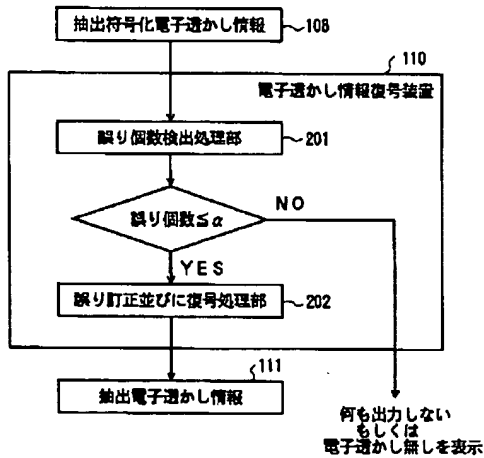 抽出符号化電子透かし情報
108
110
電子透かし情報復号装置
誤り個数検出処理部
201
誤り個数≦α
NO
YES
誤り訂正並びに復号処理部
202
111
抽出電子透かし情報
何も出力しない
もしくは
電子透かし無しを表示